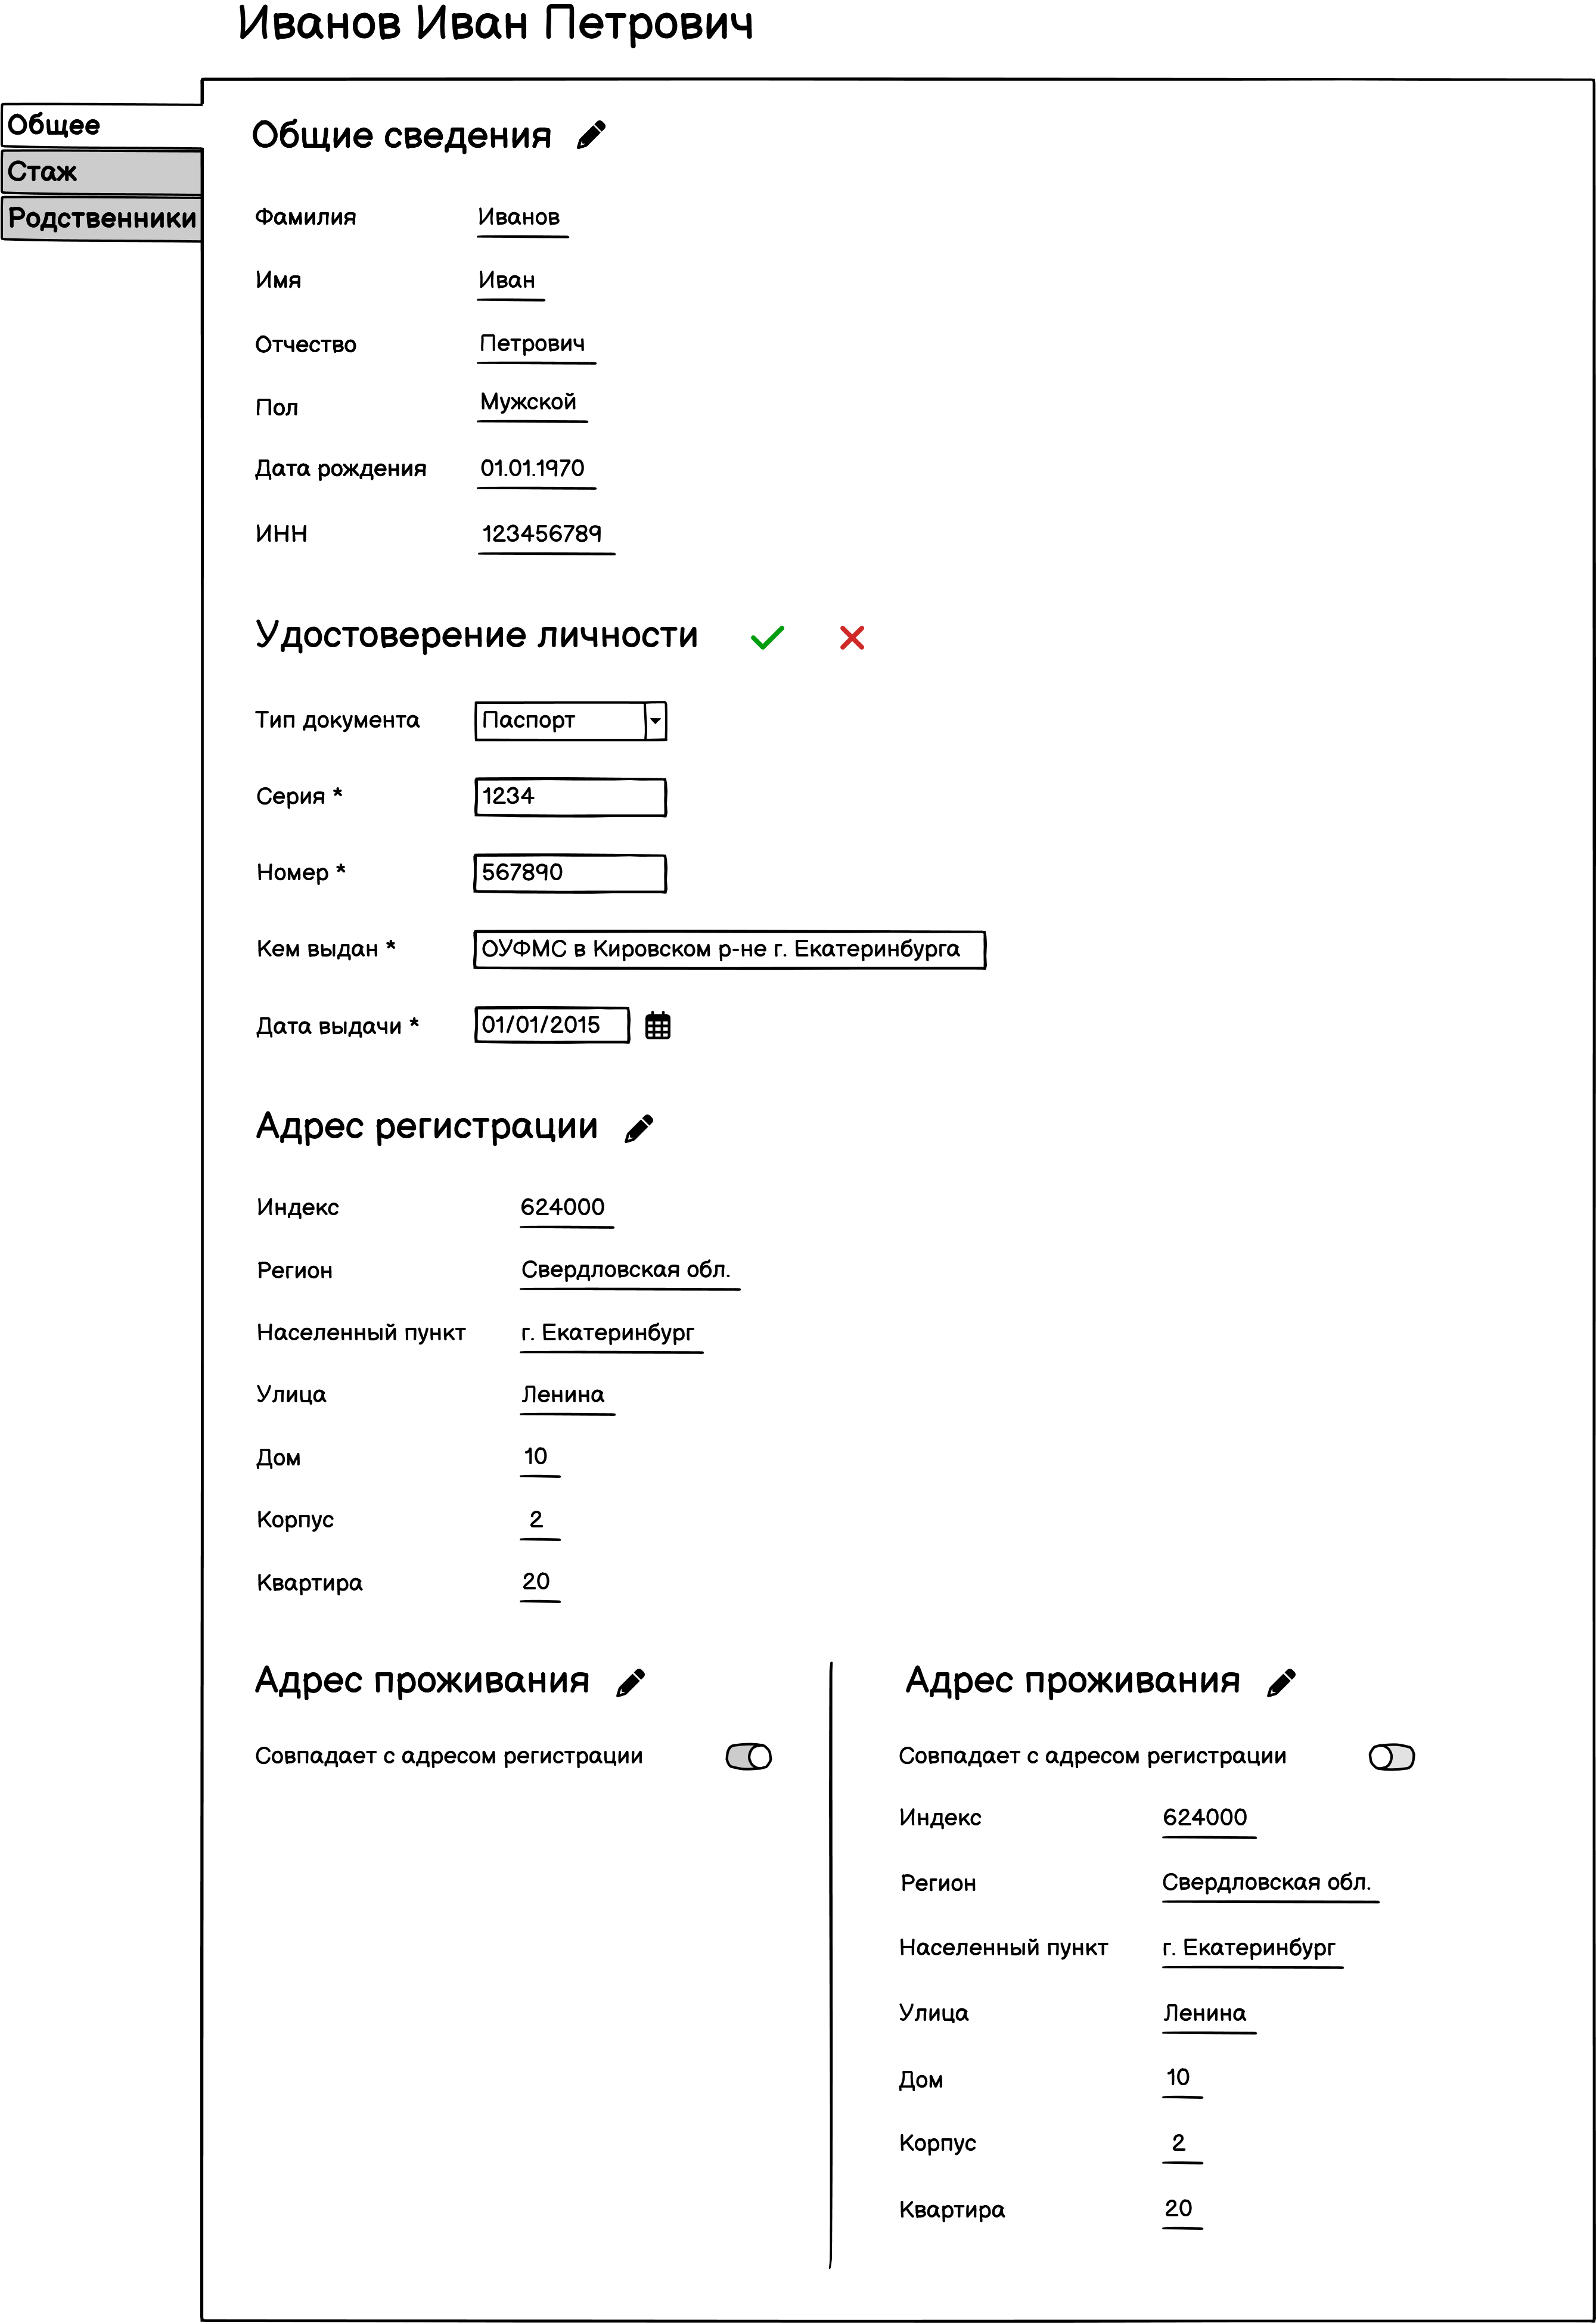 Иванов Иван Петрович
Общее
Стаж
Родственники
Общие сведения
Фамилия Иванов
Имя Иван
Отчество Петрович
Пол Мужской
Дата рождения 01.01.1970
ИНН 123456789
Удостоверение личности
Тип документа Паспорт
Серия * 1234
Номер * 567890
Кем выдан * ОУФМС в Кировском р-не г. Екатеринбурга
Дата выдачи * 01/01/2015
Адрес регистрации
Индекс 624000
Регион Свердловская обл.
Населенный пункт г. Екатеринбург
Улица Ленина
Дом 10
Корпус 2
Квартира 20
Адрес проживания
Совпадает с адресом регистрации
Адрес проживания
Совпадает с адресом регистрации
Индекс 624000
Регион Свердловская обл.
Населенный пункт г. Екатеринбург
Улица Ленина
Дом 10
Корпус 2
Квартира 20